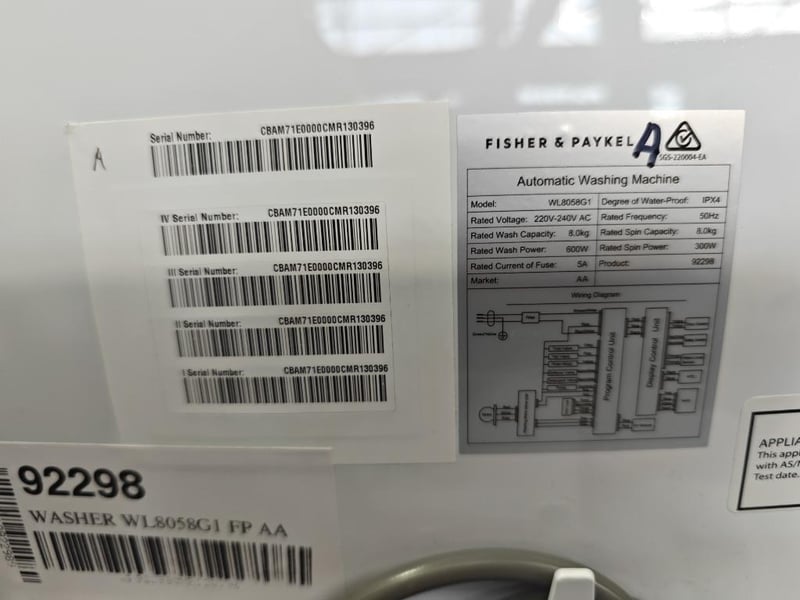 A
Serial Number: CBAM71E0000CMR130396
IV Serial Number: CBAM71E0000CMR130396
III Serial Number: CBAM71E0000CMR130396
II Serial Number: CBAM71E0000CMR130396
I Serial Number: CBAM71E0000CMR130396
FISHER & PAYKEL A
SGS-220004-EA
Automatic Washing Machine
Model: WL8058G1 Degree of Water-Proof: IPX4
Rated Voltage: 220V-240V AC Rated Frequency: 50Hz
Rated Wash Capacity: 8.0kg Rated Spin Capacity: 8.0kg
Rated Wash Power: 600W Rated Spin Power: 300W
Rated Current of Fuse: 5A Product: 92298
Market: AA
Wiring Diagram
Program Control Unit
Display Control Unit
92298
WASHER WL8058G1 FP AA
APPLIA
This appl
with AS/
Test date.